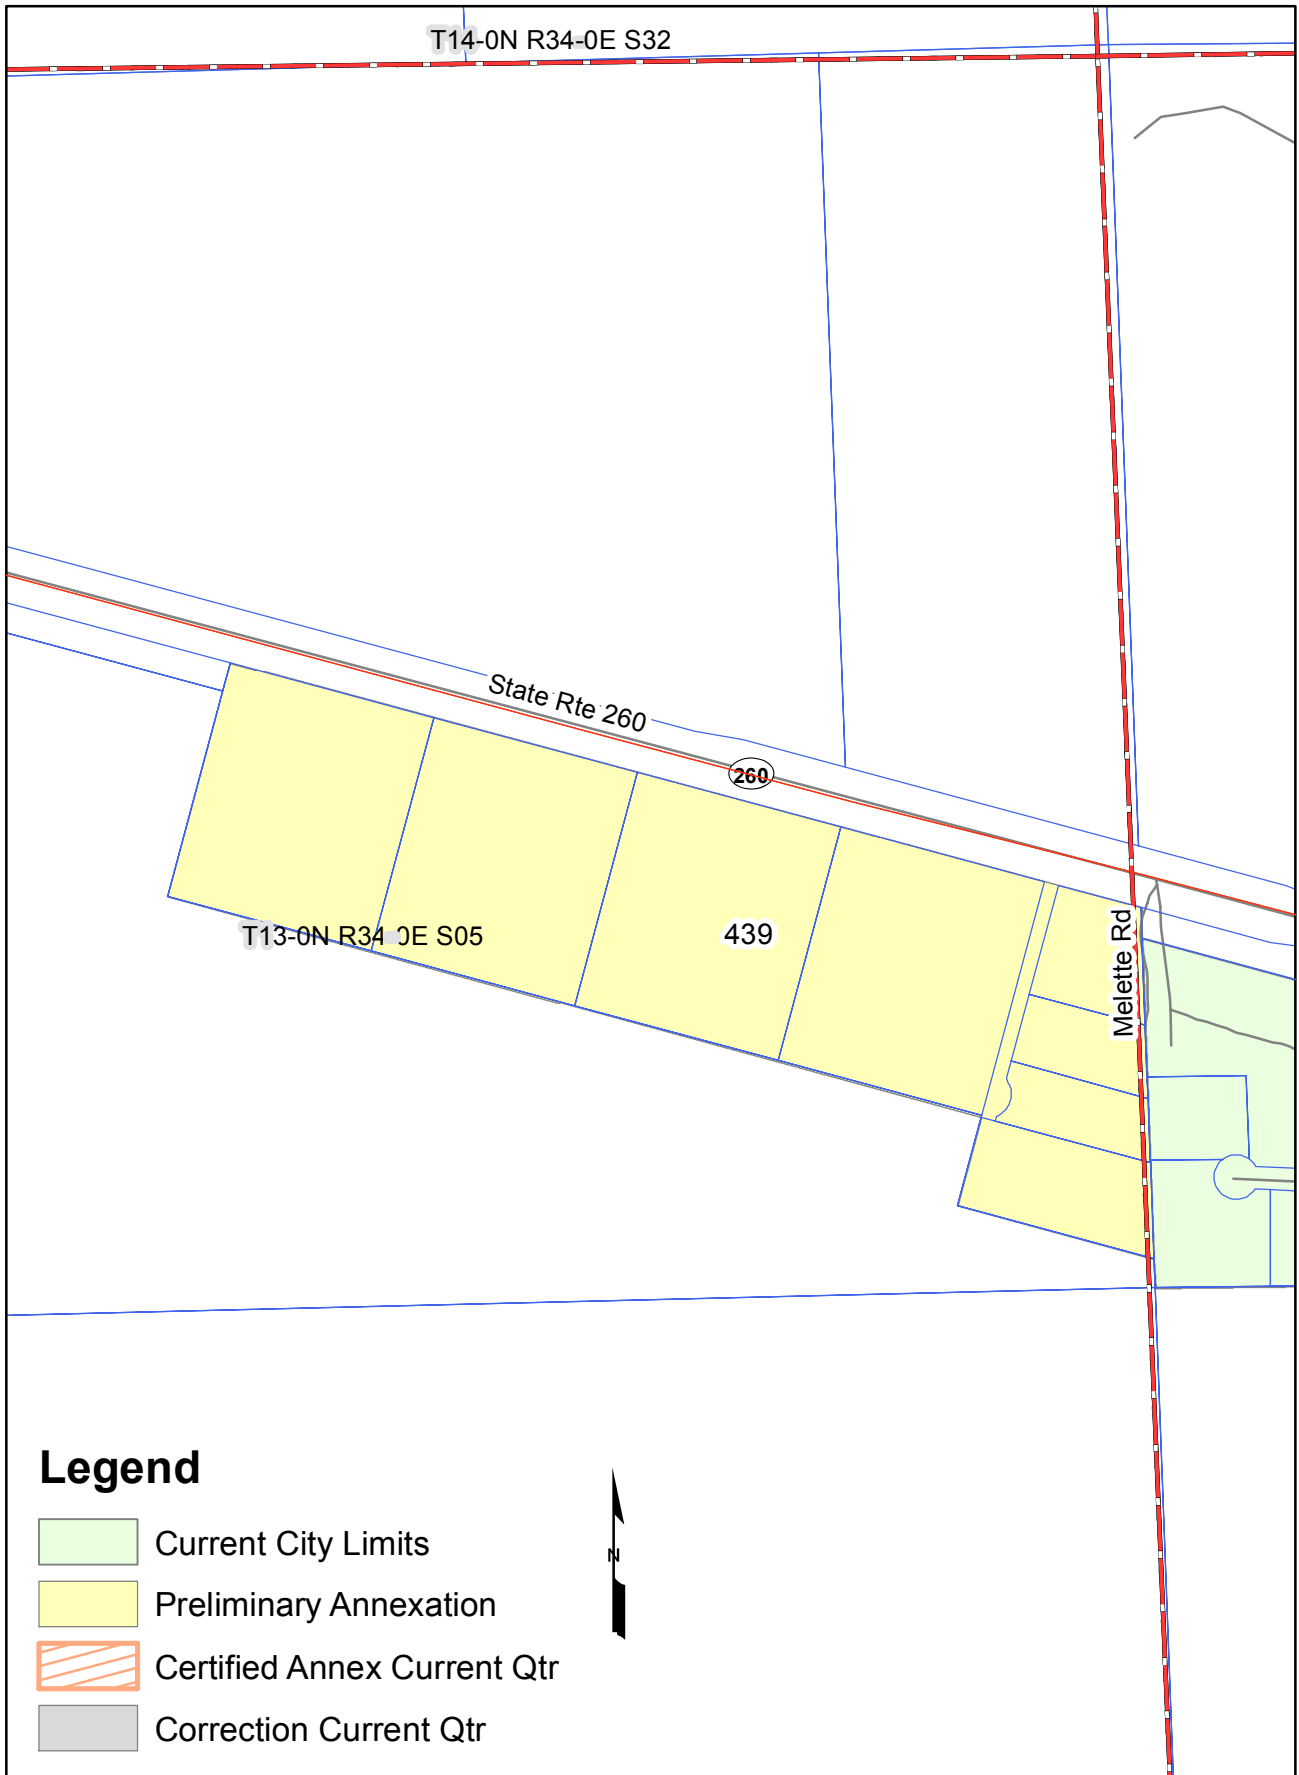 T14-0N R34-0E S32
State Rte 260
260
439
T13-0N R34-0E S05
Melette Rd
Legend
Current City Limits
Preliminary Annexation
Certified Annex Current Qtr
Correction Current Qtr
N